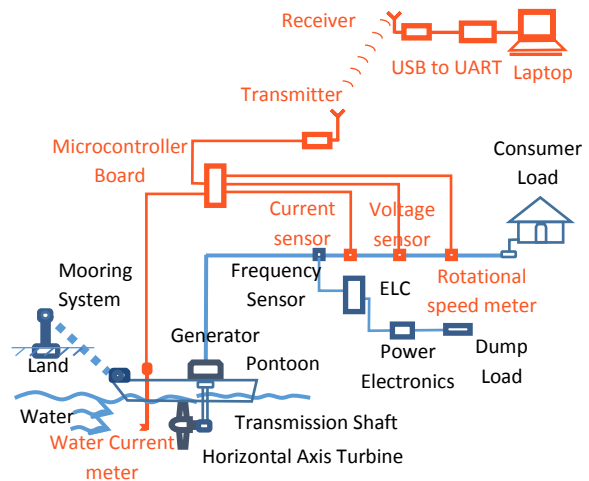 Receiver
USB to UART
Laptop
Transmitter
Microcontroller
Board
Consumer
Load
Current
sensor
Voltage
sensor
Mooring
System
Frequency
Sensor
ELC
Rotational
speed meter
Generator
Land
Pontoon
Power
Electronics
Dump
Load
Water
Transmission Shaft
Water Current
meter
Horizontal Axis Turbine